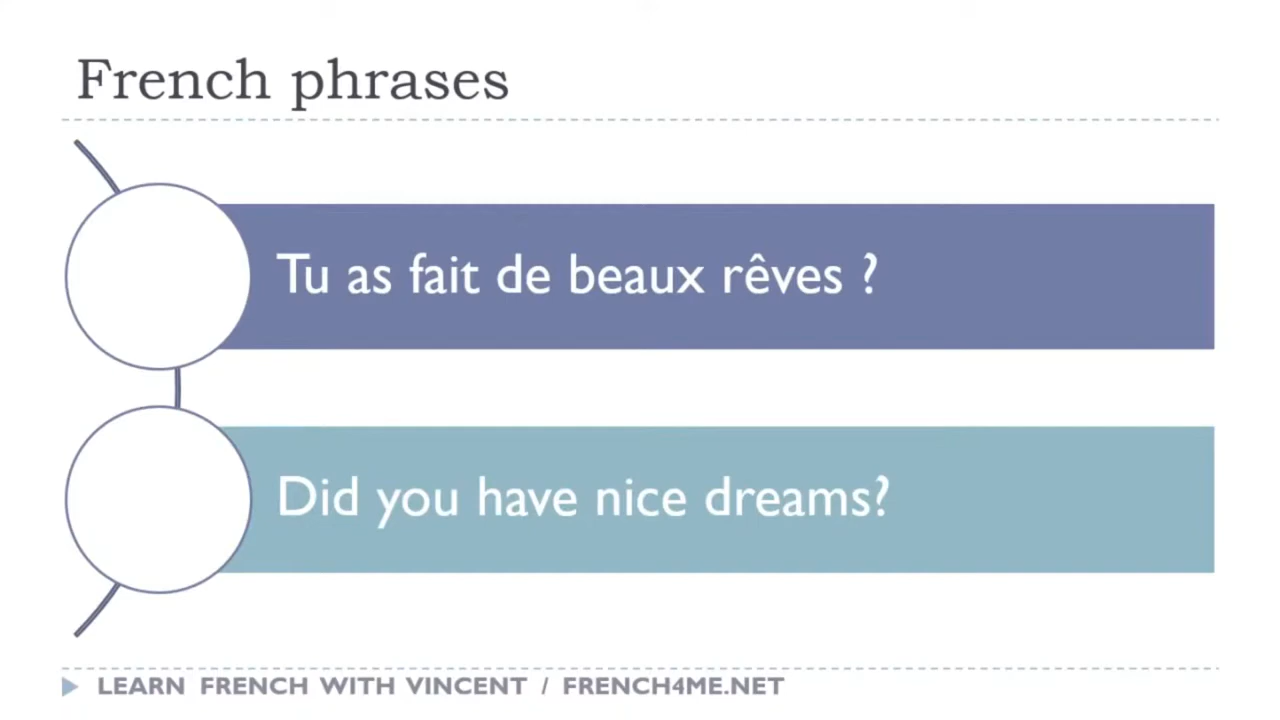 French phrases
Tu as fait de beaux rêves ?
Did you have nice dreams?
LEARN FRENCH WITH VINCENT / FRENCH4ME.NET